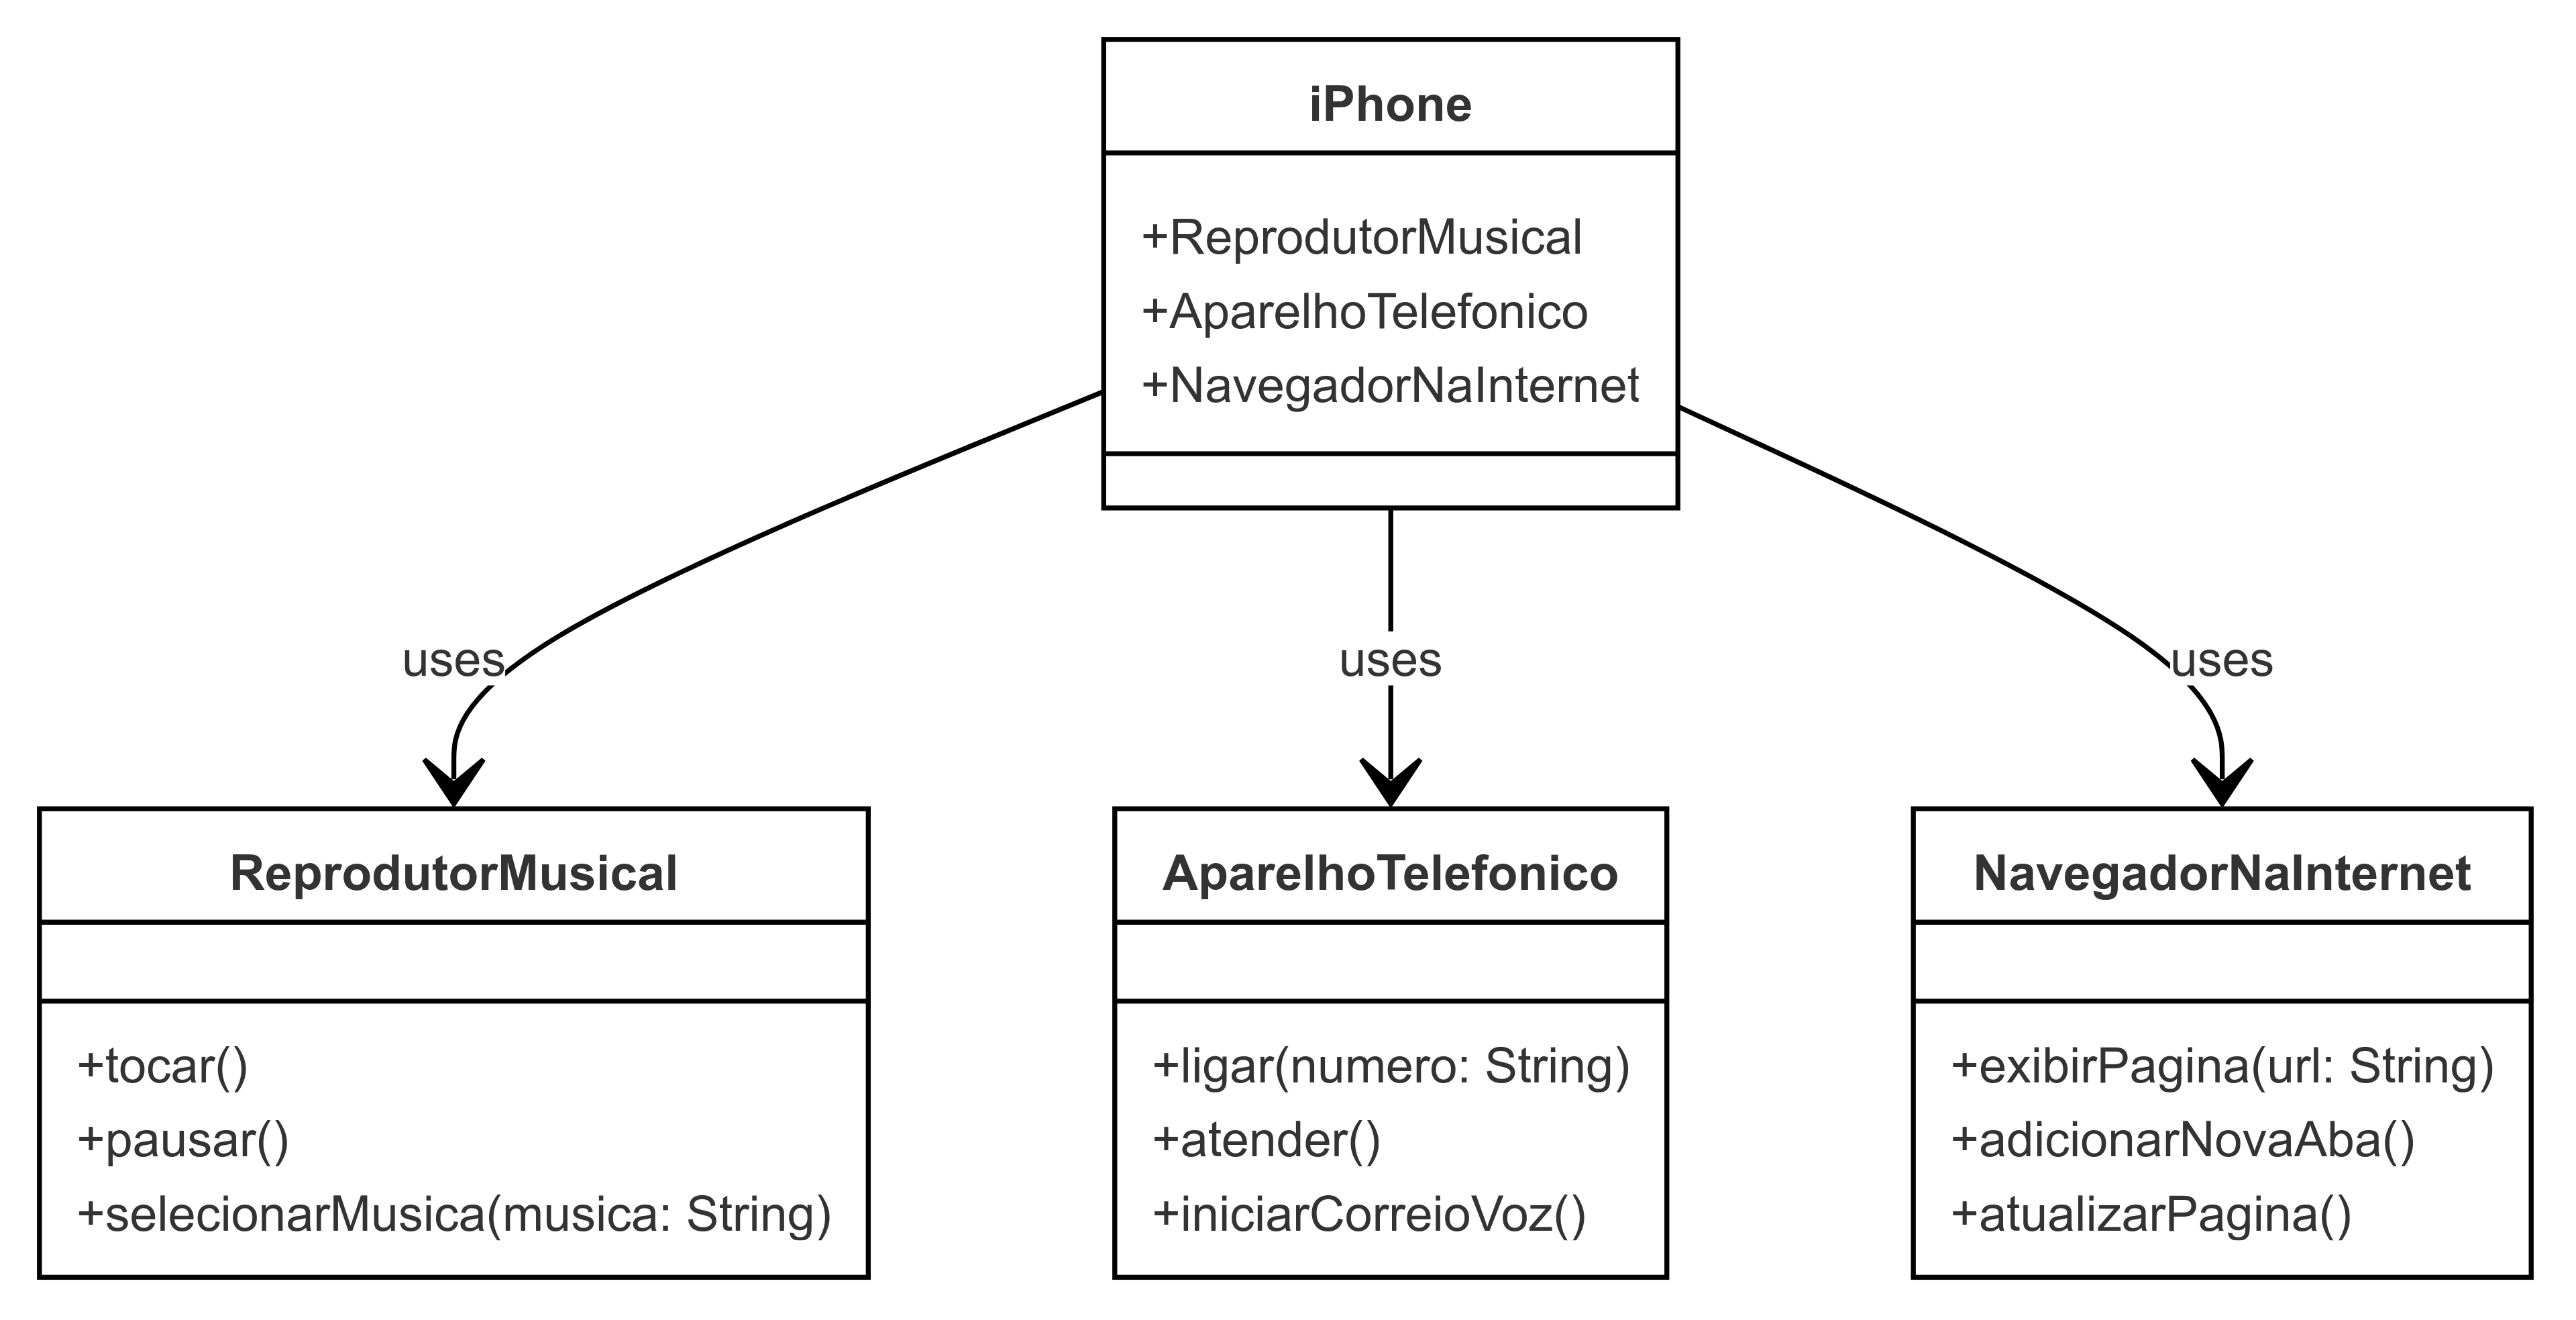 iPhone
+ReprodutorMusical
+AparelhoTelefonico
+NavegadorNaInternet
uses
uses
uses
ReprodutorMusical
+tocar()
+pausar()
+selecionarMusica(musica: String)
AparelhoTelefonico
+ligar(numero: String)
+atender()
+iniciarCorreioVoz()
NavegadorNaInternet
+exibirPagina(url: String)
+adicionarNovaAba()
+atualizarPagina()